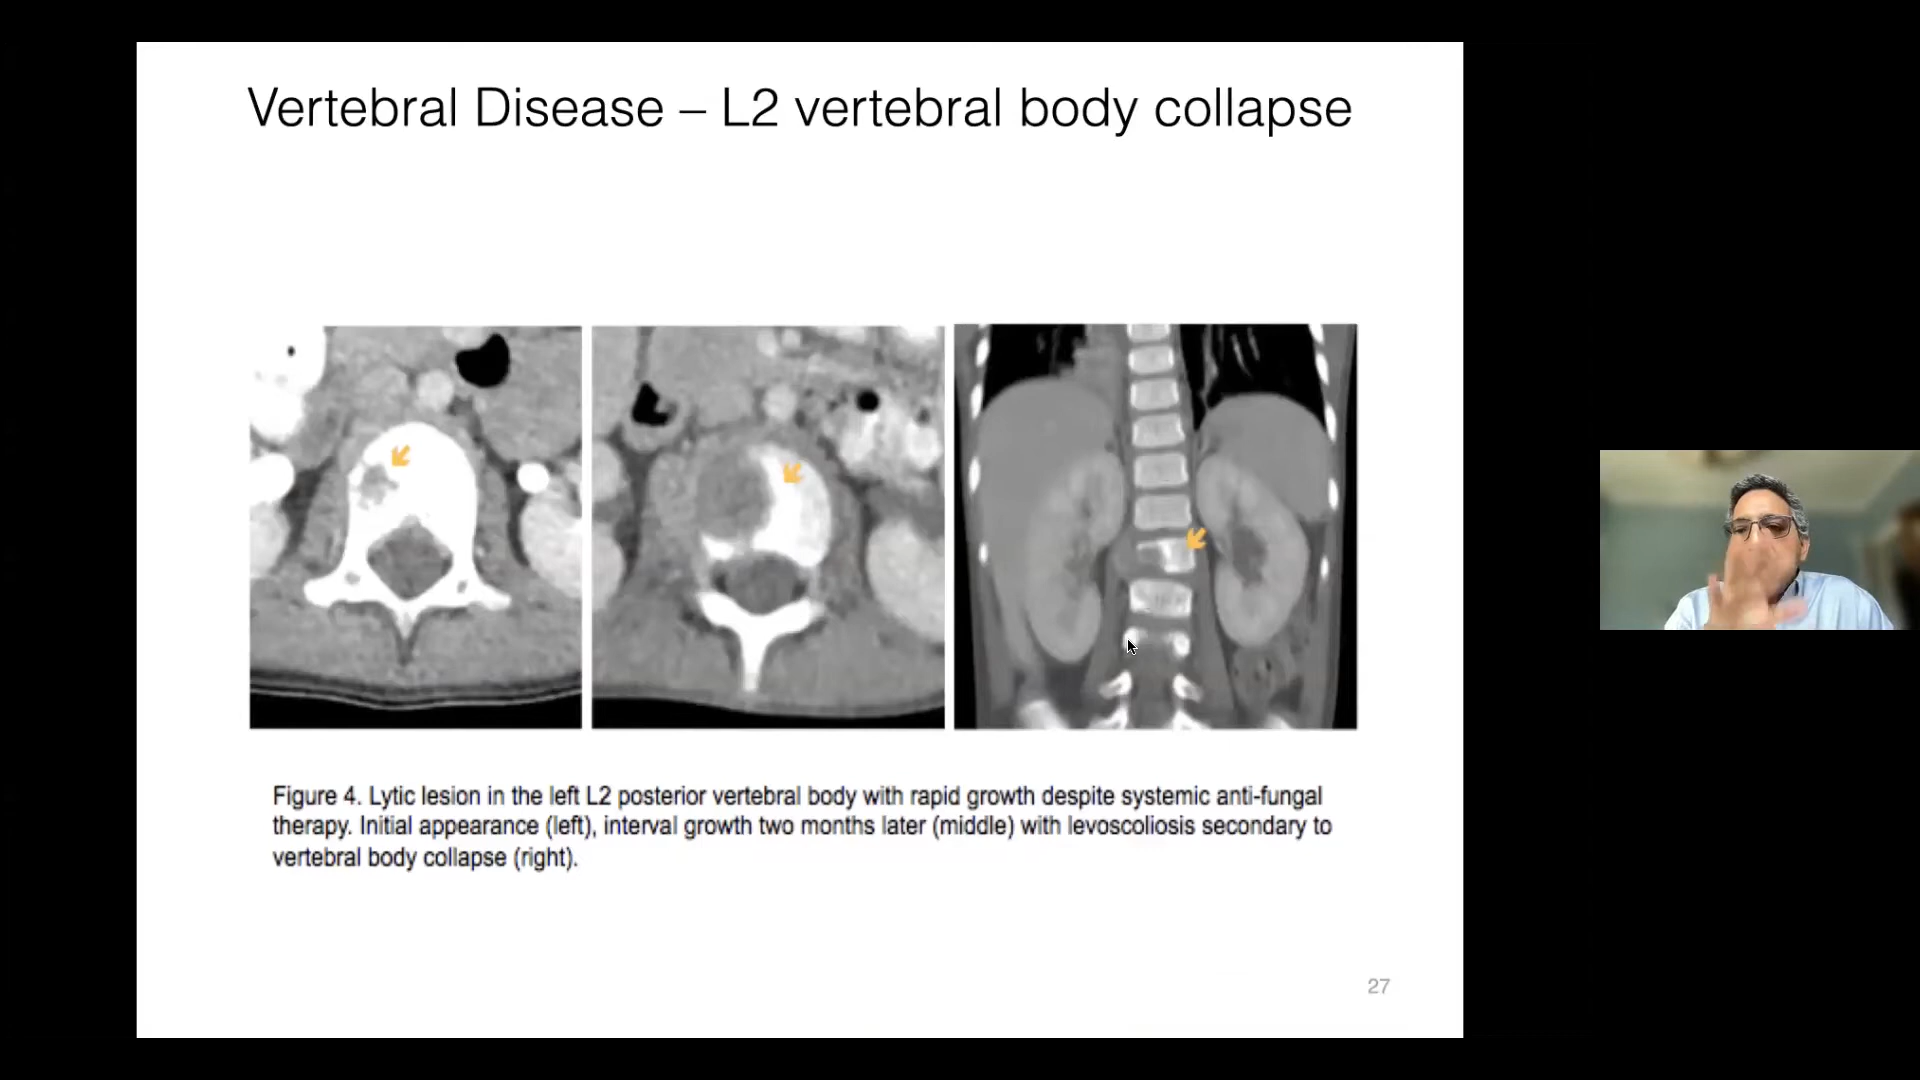 Vertebral Disease – L2 vertebral body collapse
Figure 4. Lytic lesion in the left L2 posterior vertebral body with rapid growth despite systemic anti-fungal
therapy. Initial appearance (left), interval growth two months later (middle) with levoscoliosis secondary to
vertebral body collapse (right).
27